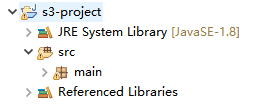 s3-project
JRE System Library [JavaSE-1.8]
src
main
Referenced Libraries